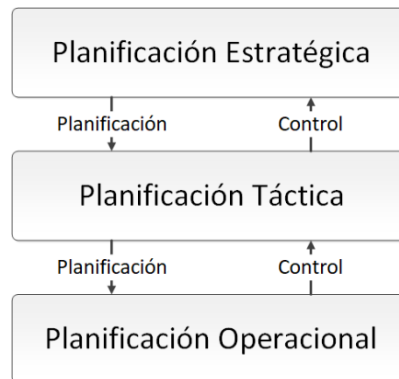 Planificación Estratégica
Planificación Control
Planificación Táctica
Planificación Control
Planificación Operacional